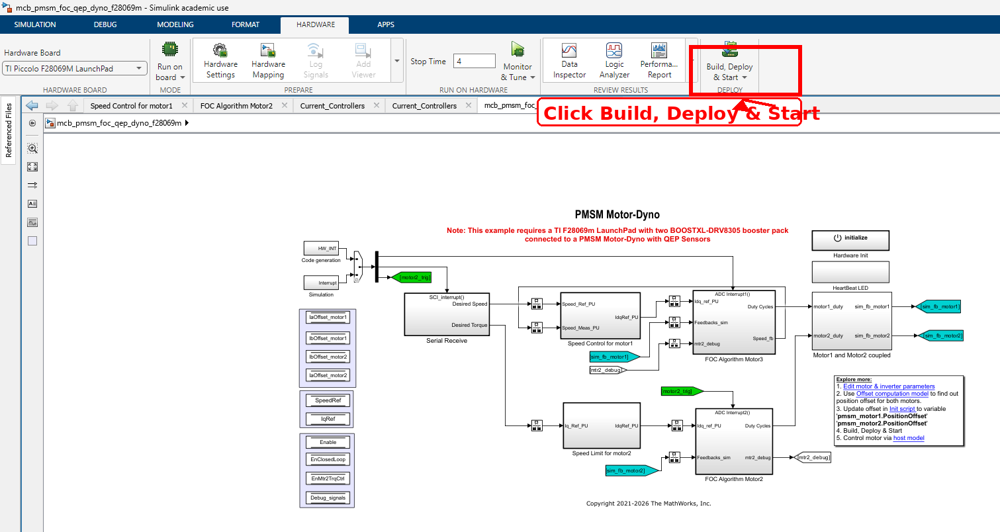 mcb_pmsm_foc_qep_dyno_f28069m - Simulink academic use
SIMULATION DEBUG MODELING FORMAT HARDWARE APPS
Hardware Board
TI Piccolo F28069M LaunchPad
HARDWARE BOARD
Run on
board
MODE
Hardware
Settings
Hardware
Mapping
Log
Signals
Add
Viewer
PREPARE
Stop Time 4
Monitor
& Tune
RUN ON HARDWARE
Data
Inspector
Logic
Analyzer
Performa...
Report
REVIEW RESULTS
Build, Deploy
& Start
DEPLOY
Click Build, Deploy & Start
Referenced Files
Speed Control for motor1
FOC Algorithm Motor2
Current_Controllers
Current_Controllers
mcb_pmsm_foc_
mcb_pmsm_foc_qep_dyno_f28069m
PMSM Motor-Dyno
Note: This example requires a TI F28069m LaunchPad with two BOOSTXL-DRV8305 booster pack
connected to a PMSM Motor-Dyno with QEP Sensors
HW_INT
Code generation
Interrupt
Simulation
[motor2_trig]
SCI_interrupt()
Desired Speed
Desired Torque
Serial Receive
Speed_Ref_PU
IdqRef_PU
Speed_Meas_PU
Speed Control for motor1
[sim_fb_motor1]
[mtr2_debug]
ADC Interrupt1()
Idq_ref_PU
Duty Cycles
Feedbacks_sim
Speed_fb
mtr2_debug
FOC Algorithm Motor3
initialize
Hardware Init
HeartBeat LED
motor1_duty
sim_fb_motor1
motor2_duty
sim_fb_motor2
Motor1 and Motor2 coupled
[sim_fb_motor1]
[sim_fb_motor2]
IaOffset_motor1
IbOffset_motor1
IbOffset_motor2
IaOffset_motor2
SpeedRef
IqRef
Enable
EnClosedLoop
EnMtr2TrqCtrl
Debug_signals
[motor2_trig]
Iq_Ref_PU
IdqRef_PU
Speed Limit for motor2
[sim_fb_motor2]
ADC Interrupt2()
Idq_ref_PU
Duty Cycles
Feedbacks_sim
mtr2_debug
FOC Algorithm Motor2
[mtr2_debug]
Explore more:
1. Edit motor & inverter parameters
2. Use Offset computation model to find out
position offset for both motors.
3. Update offset in Init script to variable
'pmsm_motor1.PositionOffset'
'pmsm_motor2.PositionOffset'
4. Build, Deploy & Start
5. Control motor via host model
Copyright 2021-2026 The MathWorks, Inc.